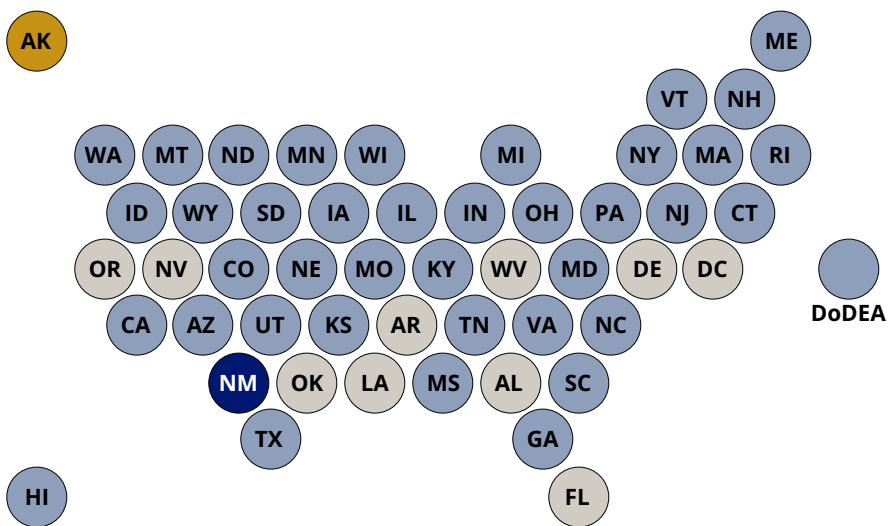 AK ME
VT NH
WA MT ND MN WI MI NY MA RI
ID WY SD IA IL IN OH PA NJ CT
OR NV CO NE MO KY WV MD DE DC
DoDEA
CA AZ UT KS AR TN VA NC
NM OK LA MS AL SC
TX GA
HI FL